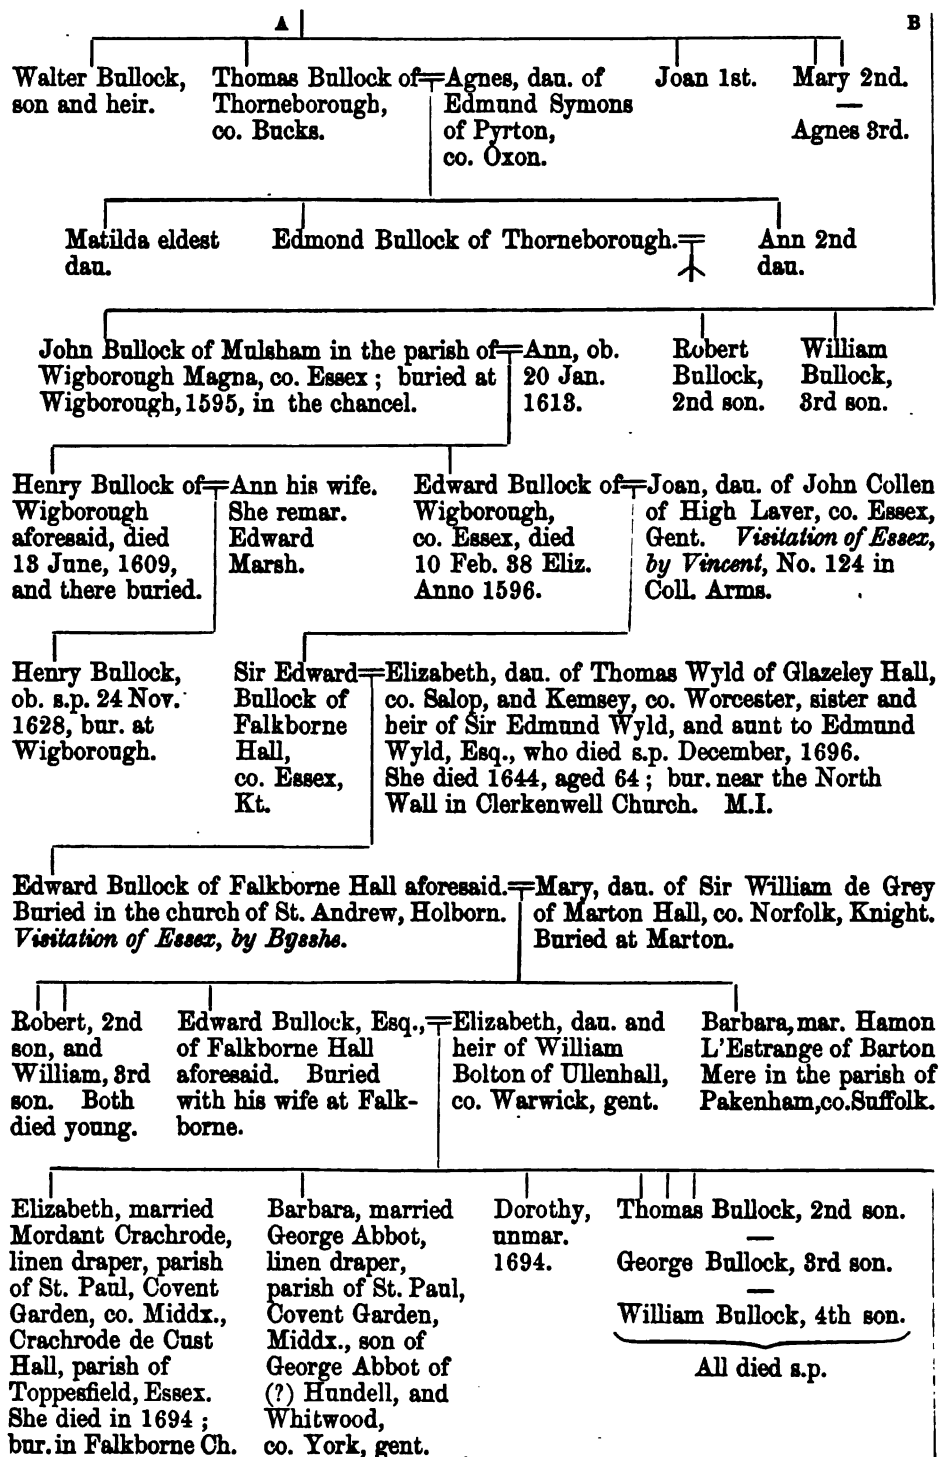 A
B
Walter Bullock,
son and heir.
Thomas Bullock of
Thorneborough,
co. Bucks.
Agnes, dau. of
Edmund Symons
of Pyrton,
co. Oxon.
Joan 1st.
Mary 2nd.
—
Agnes 3rd.
Matilda eldest
dau.
Edmond Bullock of Thorneborough.
Ann 2nd
dau.
John Bullock of Mulsham in the parish of
Wigborough Magna, co. Essex ; buried at
Wigborough, 1595, in the chancel.
Ann, ob.
20 Jan.
1613.
Robert
Bullock,
2nd son.
William
Bullock,
3rd son.
Henry Bullock of
Wigborough
aforesaid, died
13 June, 1609,
and there buried.
Ann his wife.
She remar.
Edward
Marsh.
Edward Bullock of
Wigborough,
co. Essex, died
10 Feb. 38 Eliz.
Anno 1596.
Joan, dau. of John Collen
of High Laver, co. Essex,
Gent. Visitation of Essex,
by Vincent, No. 124 in
Coll. Arms.
Henry Bullock,
ob. s.p. 24 Nov.
1628, bur. at
Wigborough.
Sir Edward
Bullock of
Falkborne
Hall,
co. Essex,
Kt.
Elizabeth, dau. of Thomas Wyld of Glazeley Hall,
co. Salop, and Kemsey, co. Worcester, sister and
heir of Sir Edmund Wyld, and aunt to Edmund
Wyld, Esq., who died s.p. December, 1696.
She died 1644, aged 64 ; bur. near the North
Wall in Clerkenwell Church. M.I.
Edward Bullock of Falkborne Hall aforesaid.
Buried in the church of St. Andrew, Holborn.
Visitation of Essex, by Bysshe.
Mary, dau. of Sir William de Grey
of Marton Hall, co. Norfolk, Knight.
Buried at Marton.
Robert, 2nd
son, and
William, 3rd
son. Both
died young.
Edward Bullock, Esq.,
of Falkborne Hall
aforesaid. Buried
with his wife at Falk-
borne.
Elizabeth, dau. and
heir of William
Bolton of Ullenhall,
co. Warwick, gent.
Barbara, mar. Hamon
L'Estrange of Barton
Mere in the parish of
Pakenham, co. Suffolk.
Elizabeth, married
Mordant Crachrode,
linen draper, parish
of St. Paul, Covent
Garden, co. Middx.,
Crachrode de Cust
Hall, parish of
Toppesfield, Essex.
She died in 1694 ;
bur. in Falkborne Ch.
Barbara, married
George Abbot,
linen draper,
parish of St. Paul,
Covent Garden,
Middx., son of
George Abbot of
(?) Hundell, and
Whitwood,
co. York, gent.
Dorothy,
unmar.
1694.
Thomas Bullock, 2nd son.
—
George Bullock, 3rd son.
—
William Bullock, 4th son.
All died s.p.